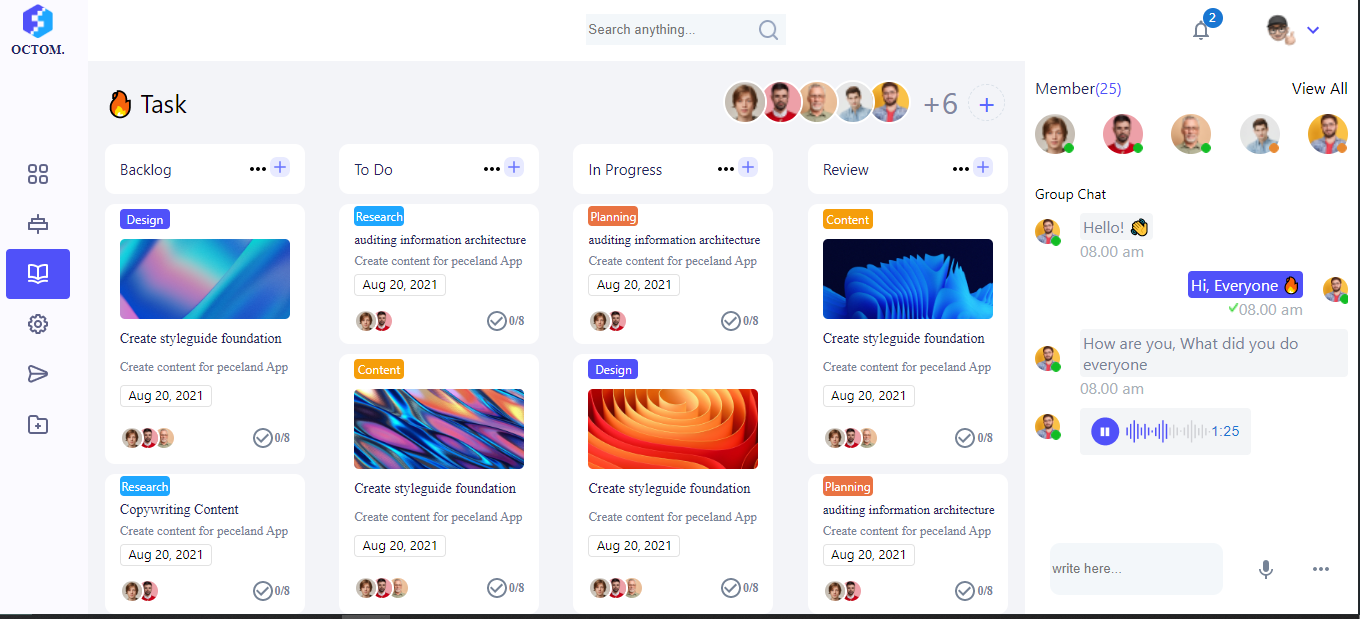 OCTOM.
Search anything...
2
Task
+6
Backlog
Design
Create styleguide foundation
Create content for peceland App
Aug 20, 2021
0/8
Research
Copywriting Content
Create content for peceland App
Aug 20, 2021
0/8
To Do
Research
auditing information architecture
Create content for peceland App
Aug 20, 2021
0/8
Content
Create styleguide foundation
Create content for peceland App
Aug 20, 2021
0/8
In Progress
Planning
auditing information architecture
Create content for peceland App
Aug 20, 2021
0/8
Design
Create styleguide foundation
Create content for peceland App
Aug 20, 2021
0/8
Review
Content
Create styleguide foundation
Create content for peceland App
Aug 20, 2021
0/8
Planning
auditing information architecture
Create content for peceland App
Aug 20, 2021
0/8
Member(25) View All
Group Chat
Hello! 👏
08.00 am
Hi, Everyone 🔥
08.00 am
How are you, What did you do
everyone
08.00 am
1:25
write here...